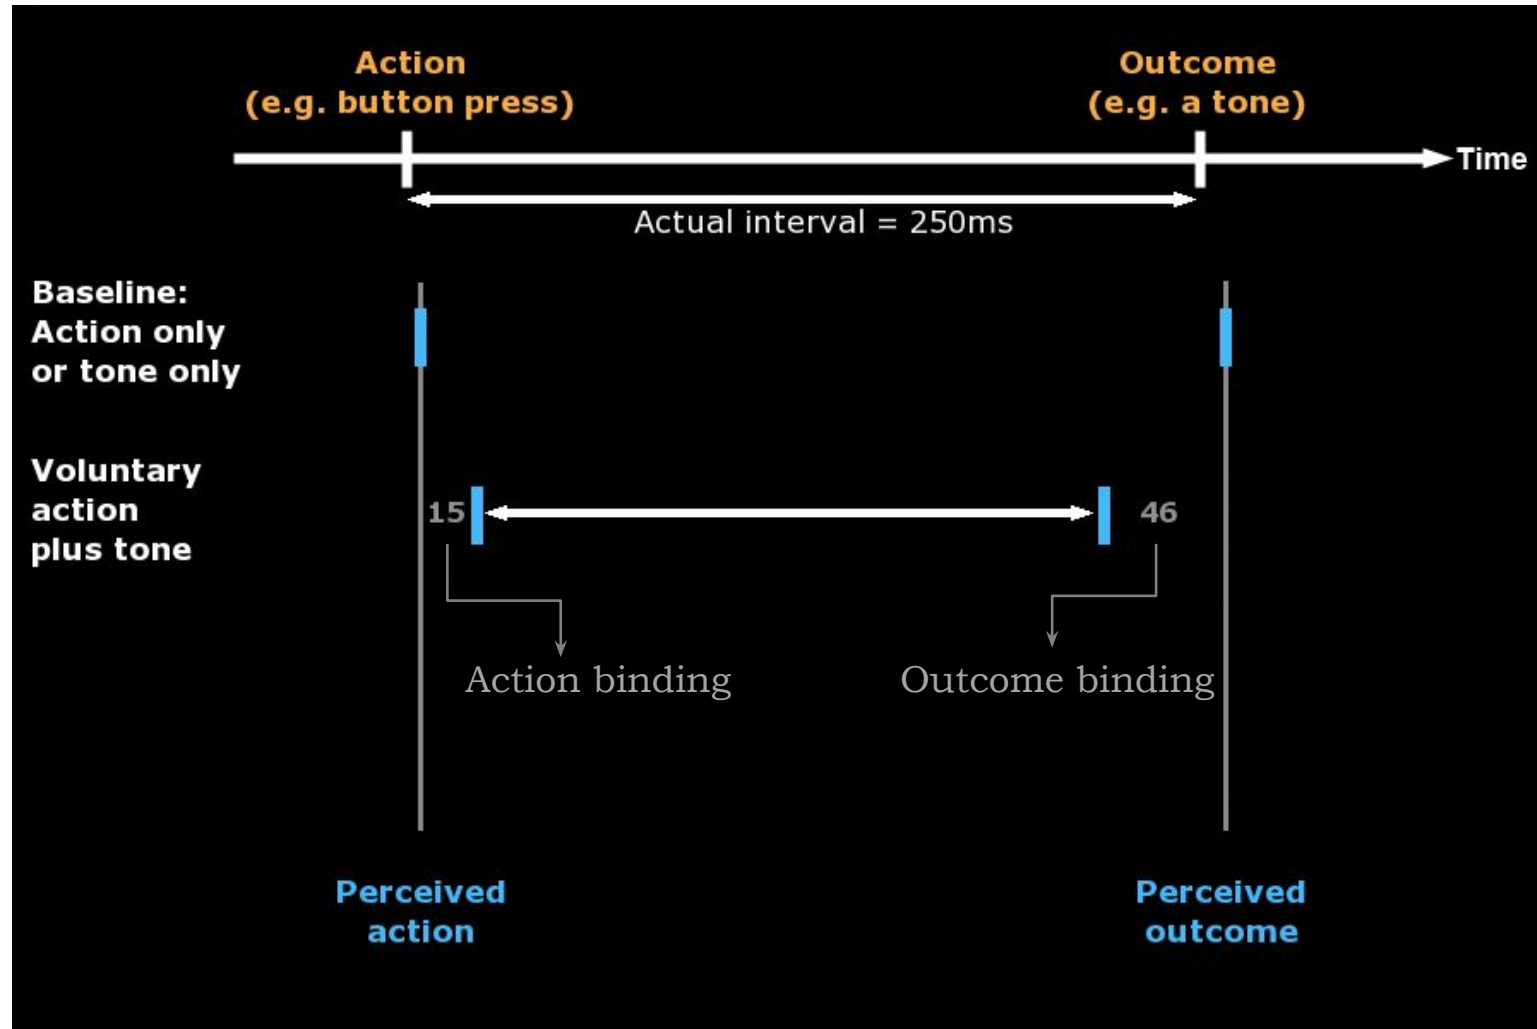 Action
(e.g. button press)
Outcome
(e.g. a tone)
Time
Actual interval = 250ms
Baseline:
Action only
or tone only
Voluntary
action
plus tone
15
46
Action binding
Outcome binding
Perceived
action
Perceived
outcome